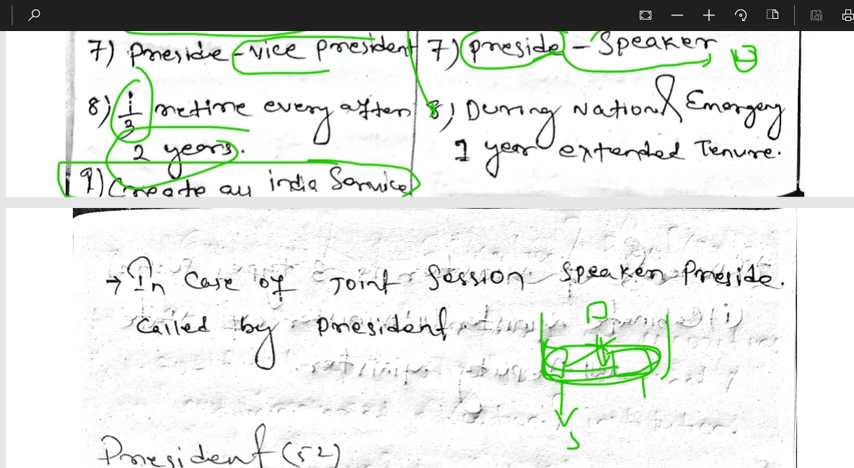 7) Preside - vice president
8) 1/3 retire every after
2 years.
9) Create all india Service
7) preside - Speaker
8) During National Emergency
1 year extended Tenure.
→ In case of Joint Session Speaker Preside.
called by president.
P
S
President (52)